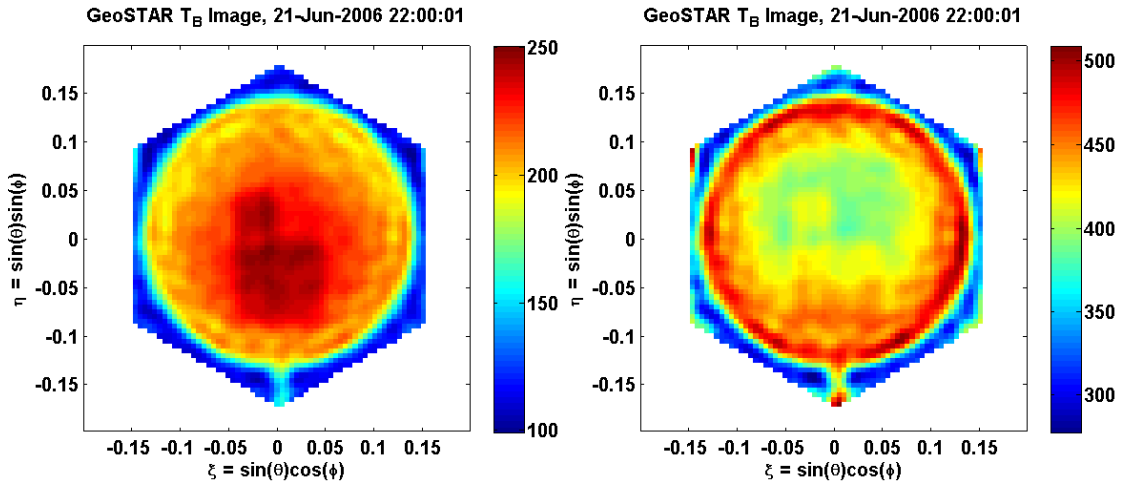 GeoSTAR T_B Image, 21-Jun-2006 22:00:01
250
200
150
100
0.15
0.1
0.05
0
-0.05
-0.1
-0.15
η = sin(θ)sin(ϕ)
-0.15 -0.1 -0.05 0 0.05 0.1 0.15
ξ = sin(θ)cos(ϕ)
GeoSTAR T_B Image, 21-Jun-2006 22:00:01
500
450
400
350
300
0.15
0.1
0.05
0
-0.05
-0.1
-0.15
η = sin(θ)sin(ϕ)
-0.15 -0.1 -0.05 0 0.05 0.1 0.15
ξ = sin(θ)cos(ϕ)